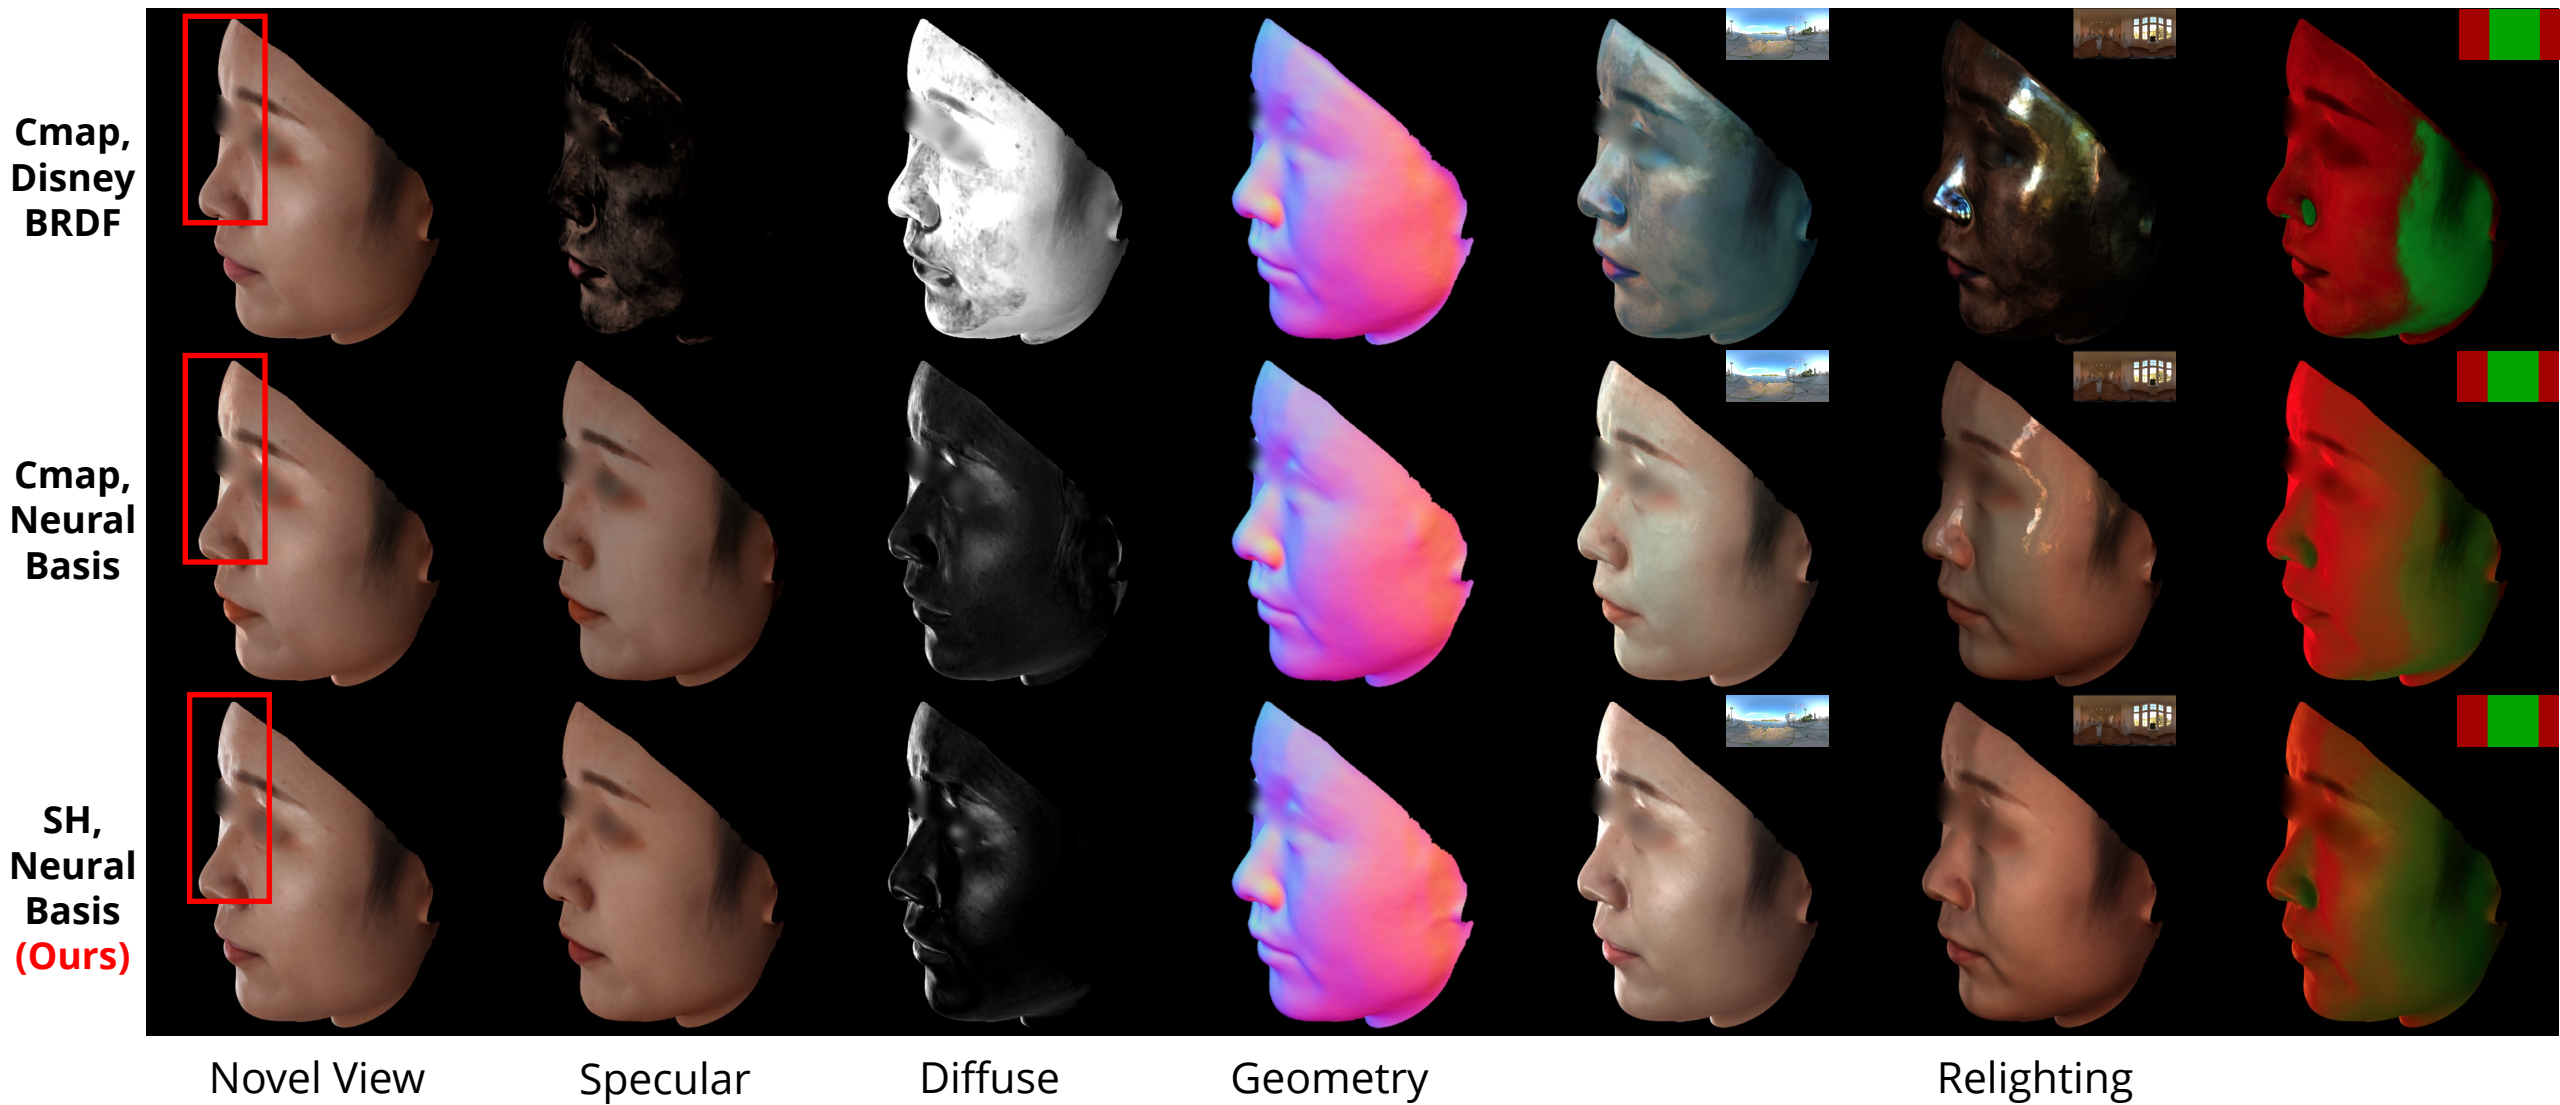 Cmap,
Disney
BRDF
Cmap,
Neural
Basis
SH,
Neural
Basis
(Ours)
Novel View
Specular
Diffuse
Geometry
Relighting